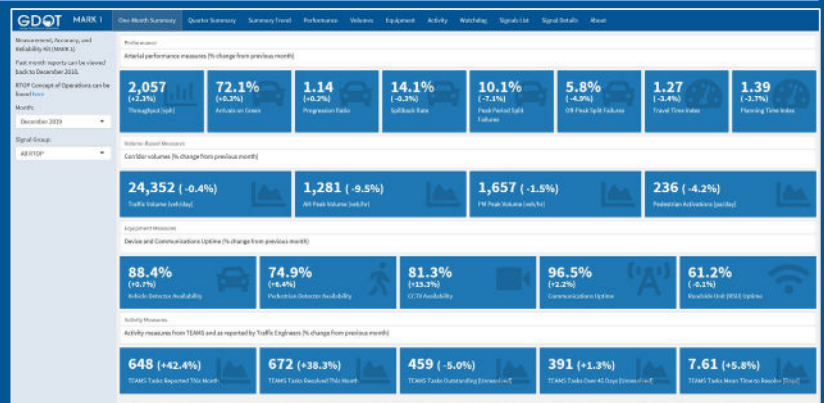 GDOT MARK 1
One-Month Summary Quarter Summary Summary Trend Performance Volumes Equipment Activity Watchdog Signals List Signal Details About
Measurement, Accuracy, and
Reliability Kit (MARK 1)
Past month reports can be viewed
back to December 2018.
RTOP Concept of Operations can be
found here
Month:
December 2019
Signal Group:
All RTOP
Performance
Arterial performance measures (% change from previous month)
2,057
(+2.3%)
Throughput [vph]
72.1%
(+0.3%)
Arrivals on Green
1.14
(+0.2%)
Progression Ratio
14.1%
(-0.3%)
Spillback Rate
10.1%
(-7.1%)
Peak Period Split
Failures
5.8%
(-4.9%)
Off-Peak Split Failures
1.27
(-3.4%)
Travel Time Index
1.39
(-3.7%)
Planning Time Index
Volume-Based Measures
Corridor volumes (% change from previous month)
24,352 ( -0.4%)
Traffic Volume [veh/day]
1,281 ( -9.5%)
AM Peak Volume [veh/hr]
1,657 ( -1.5%)
PM Peak Volume [veh/hr]
236 ( -4.2%)
Pedestrian Activations [pax/day]
Equipment Measures
Device and Communications Uptime (% change from previous month)
88.4%
(+0.7%)
Vehicle Detector Availability
74.9%
(+6.4%)
Pedestrian Detector Availability
81.3%
(+15.3%)
CCTV Availability
96.5%
(+2.2%)
Communications Uptime
61.2%
( -0.1%)
Roadside Unit (RSU) Uptime
Activity Measures
Activity measures from TEAMS and as reported by Traffic Engineers (% change from previous month)
648 (+42.4%)
TEAMS Tasks Reported This Month
672 (+38.3%)
TEAMS Tasks Resolved This Month
459 ( -5.0%)
TEAMS Tasks Outstanding [Unresolved]
391 (+1.3%)
TEAMS Tasks Over 45 Days [Unresolved]
7.61 (+5.8%)
TEAMS Tasks Mean Time to Resolve [Days]